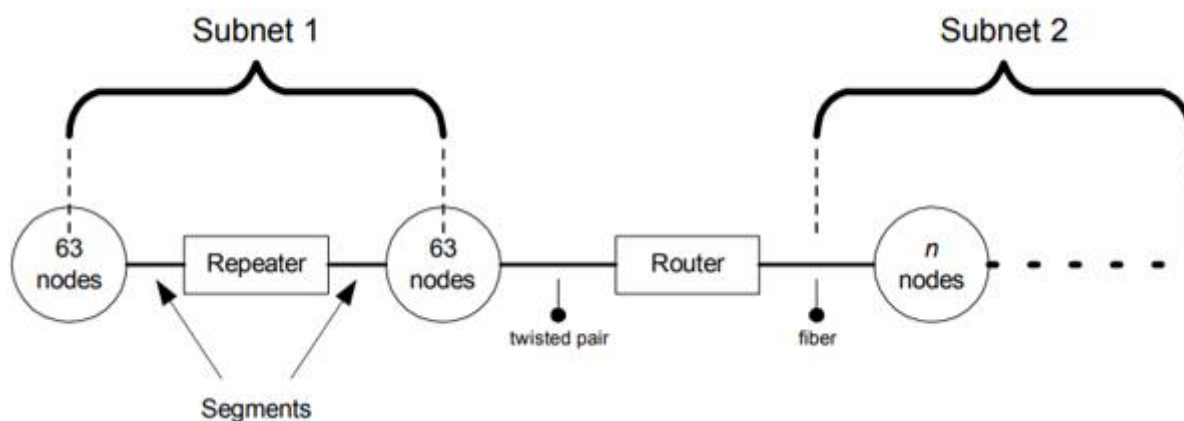 Subnet 1
Subnet 2
63
nodes
Repeater
63
nodes
Router
n
nodes
twisted pair
fiber
Segments